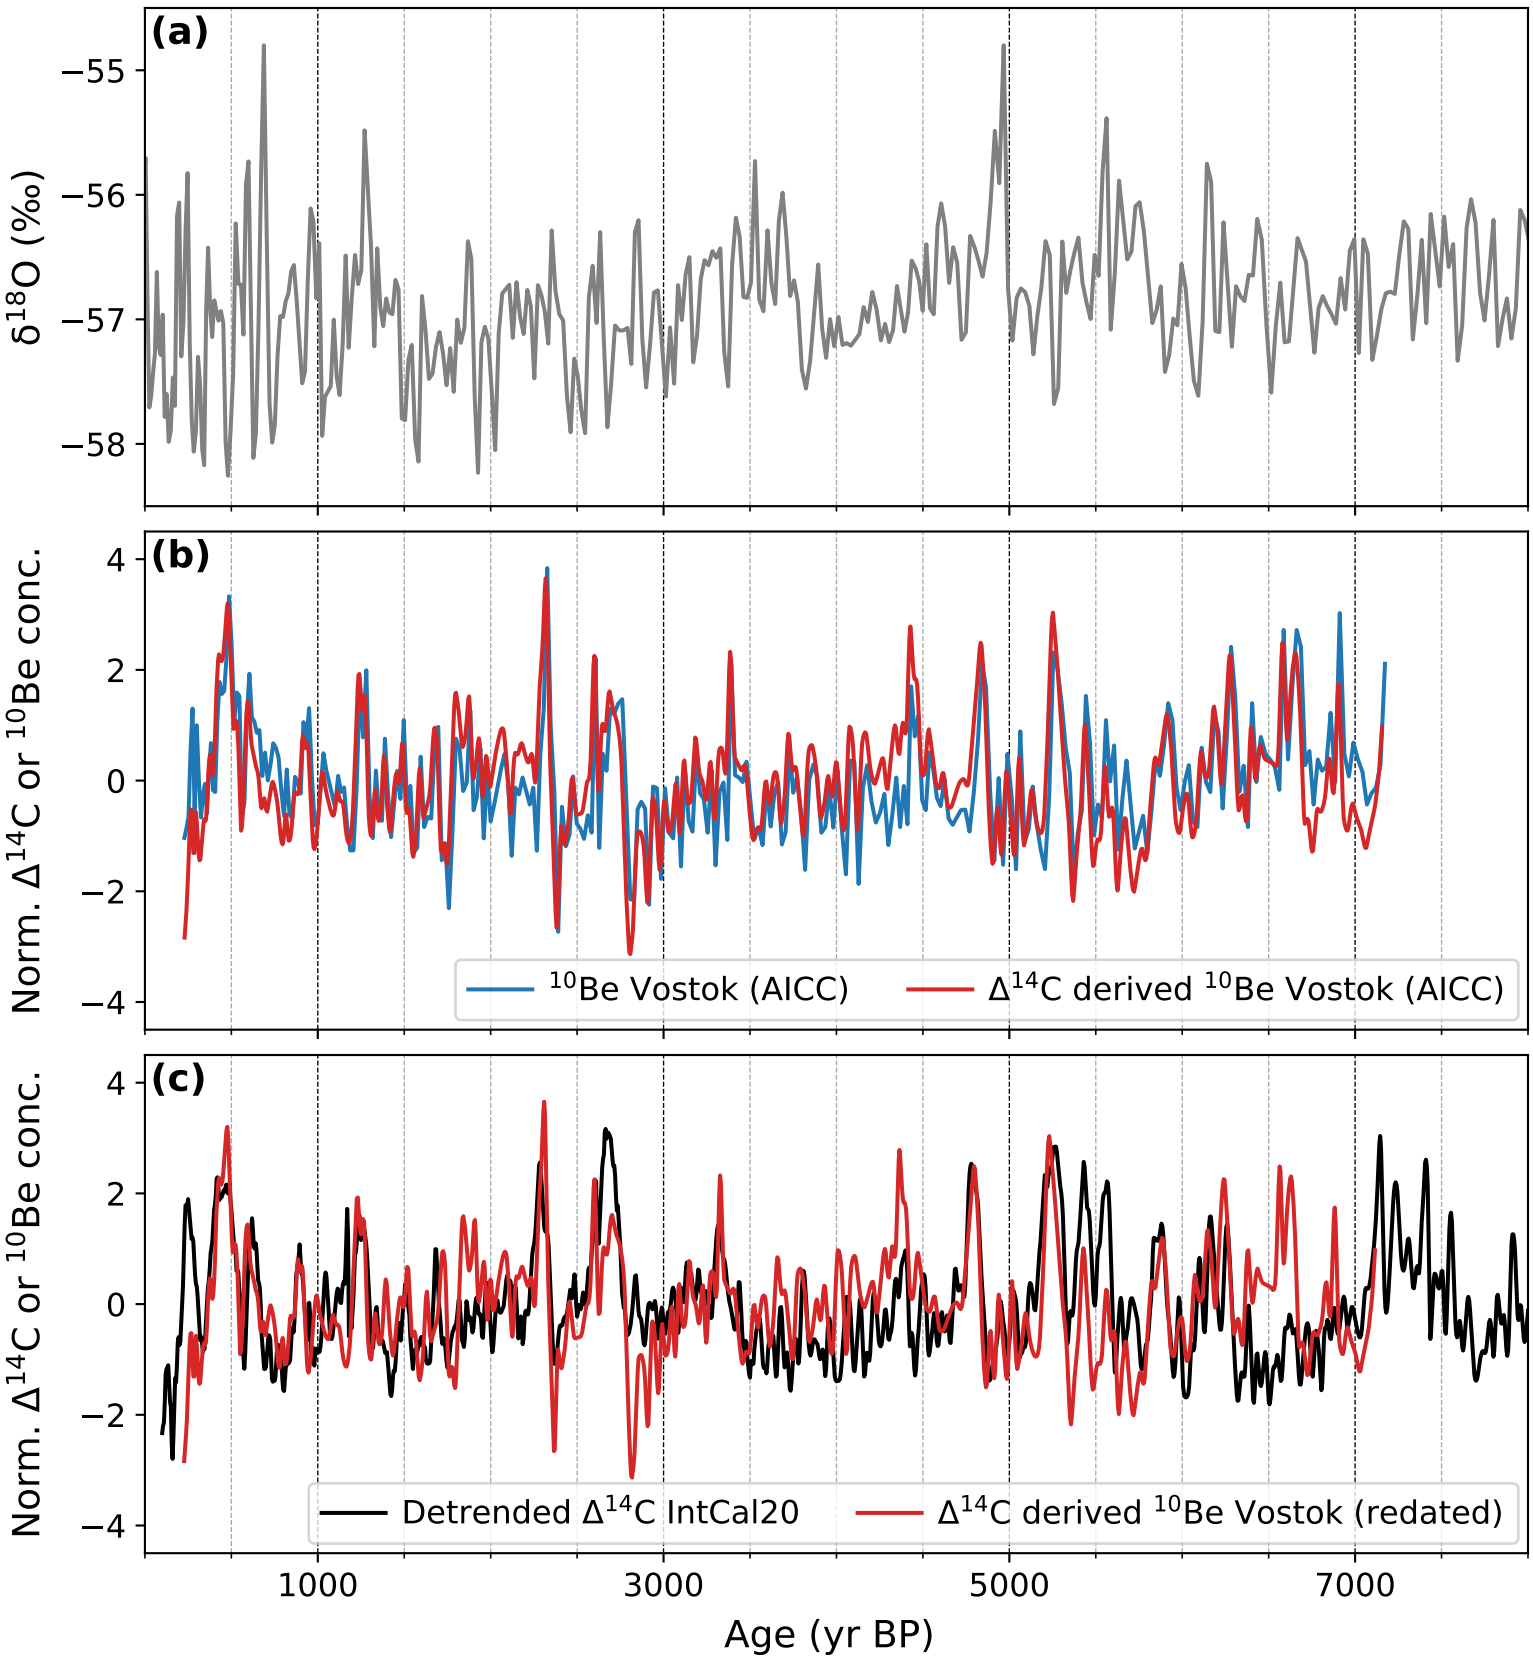 (a)
−55
−56
−57
−58
δ¹⁸O (‰)
(b)
4
2
0
−2
−4
Norm. Δ¹⁴C or ¹⁰Be conc.
¹⁰Be Vostok (AICC)
Δ¹⁴C derived ¹⁰Be Vostok (AICC)
(c)
4
2
0
−2
−4
Norm. Δ¹⁴C or ¹⁰Be conc.
Detrended Δ¹⁴C IntCal20
Δ¹⁴C derived ¹⁰Be Vostok (redated)
1000 3000 5000 7000
Age (yr BP)